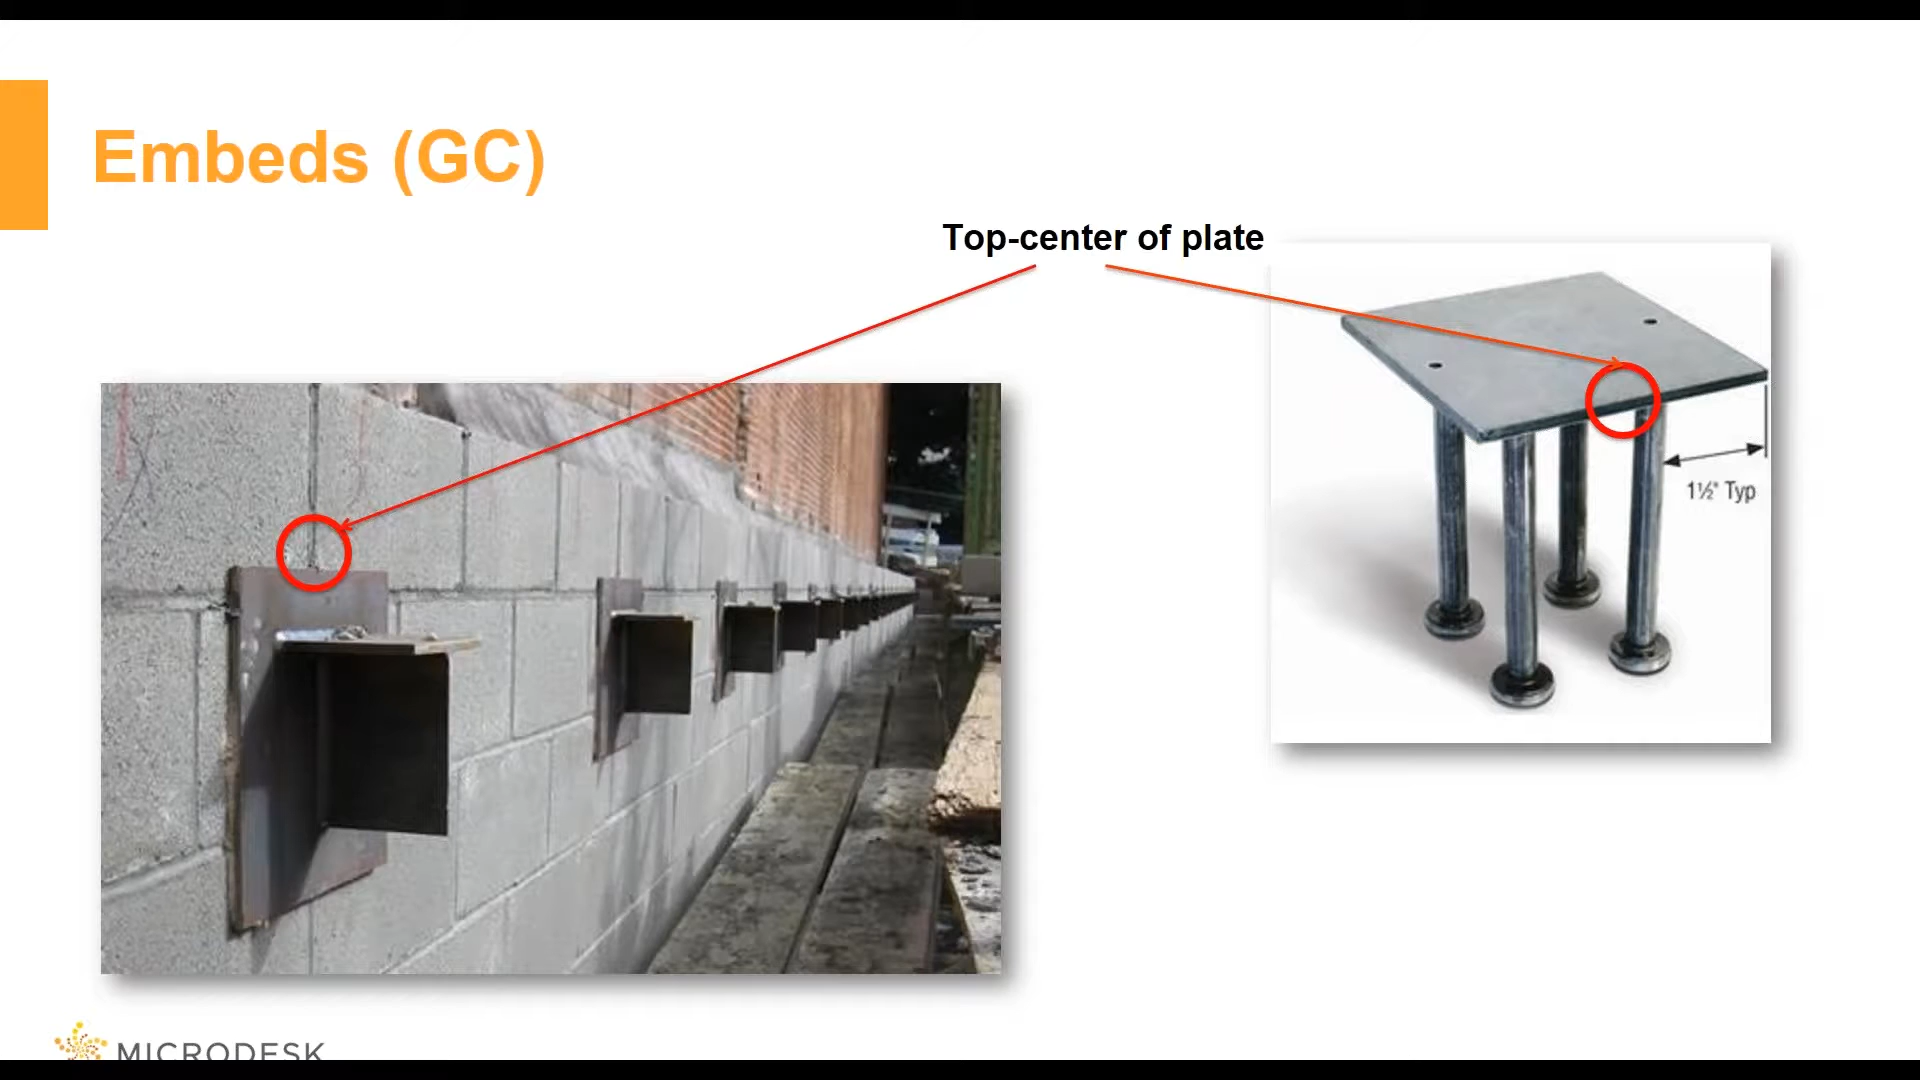 Embeds (GC)
Top-center of plate
1½" Typ
MICRODESK